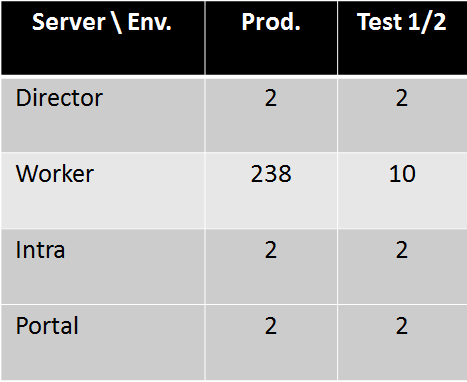 Server \ Env. Prod. Test 1/2
Director 2 2
Worker 238 10
Intra 2 2
Portal 2 2